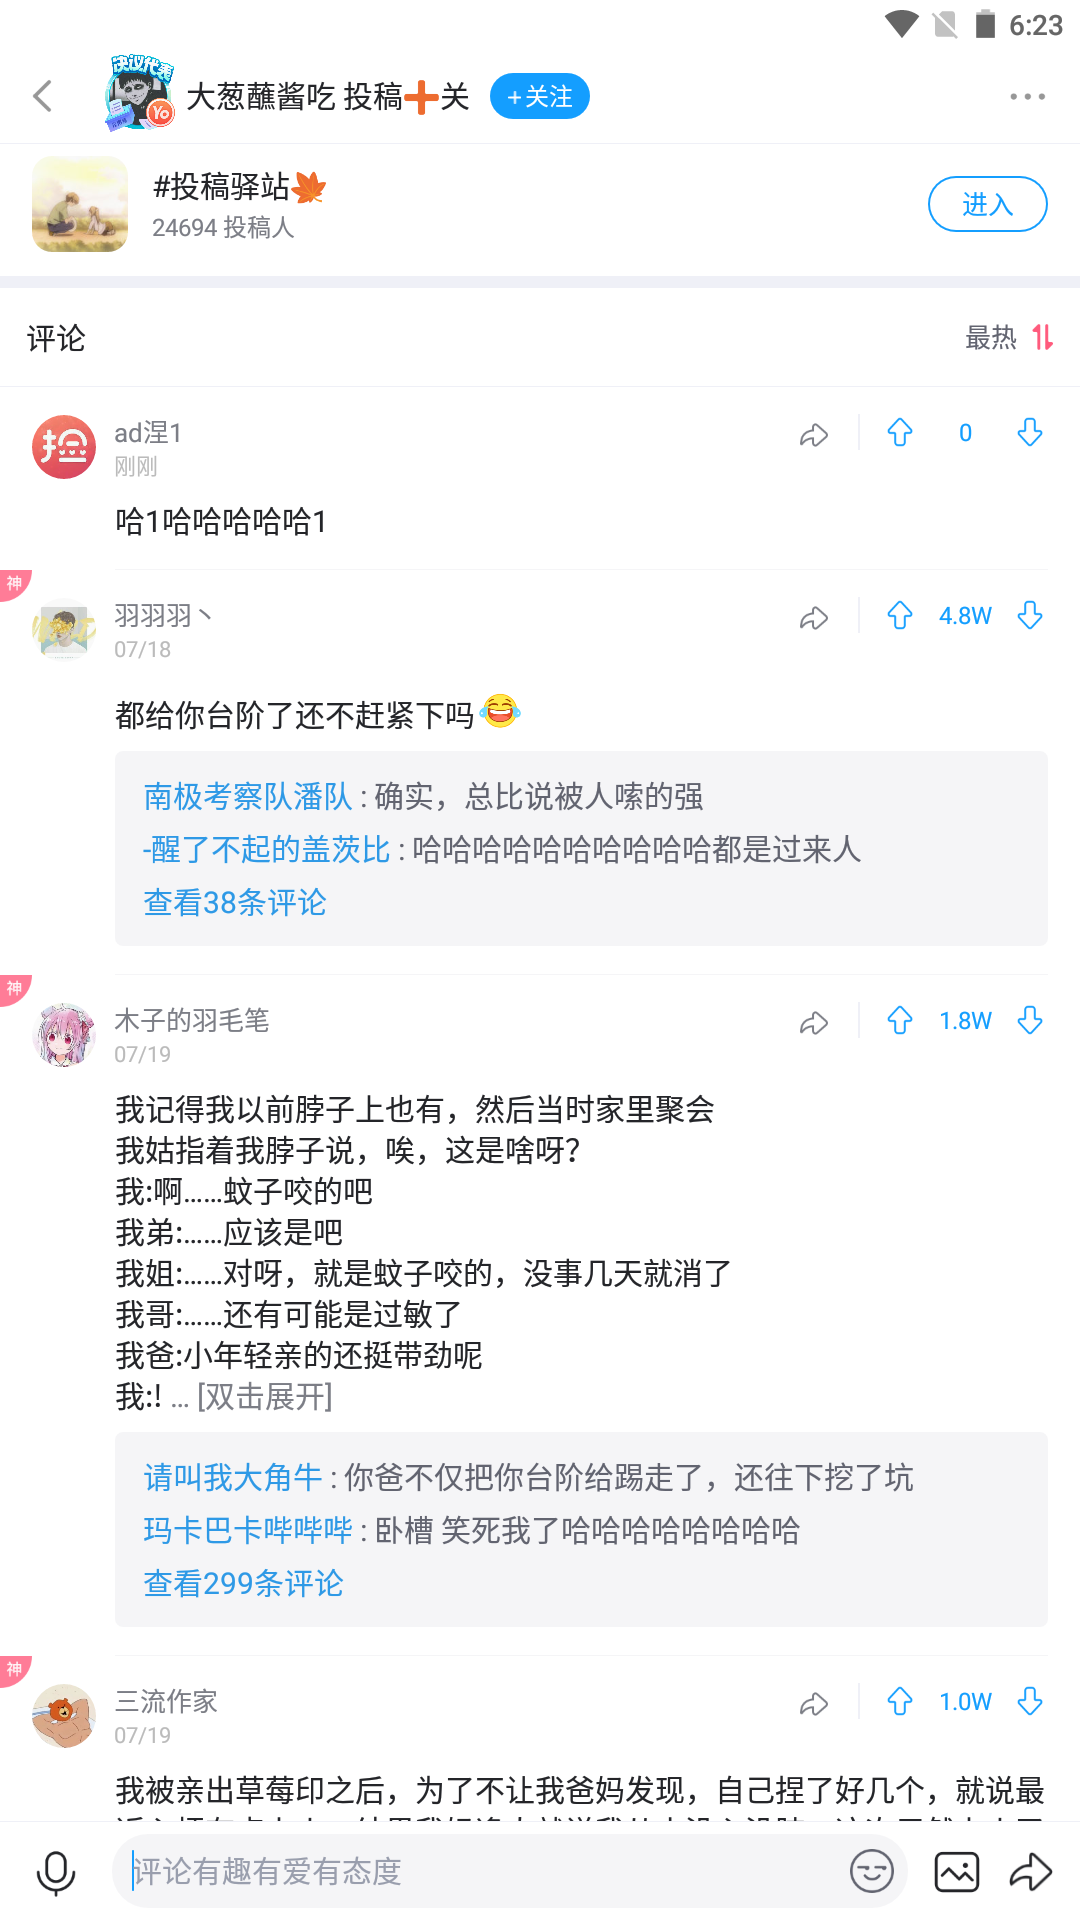 6:23
决议代表
Yo
大葱蘸酱吃 投稿➕关
+关注
#投稿驿站🍁
24694 投稿人
进入
评论
最热
捡
ad涅1
0
刚刚
哈1哈哈哈哈哈1
神
羽羽羽丶
4.8W
07/18
都给你台阶了还不赶紧下吗😂
南极考察队潘队 : 确实，总比说被人嗦的强
-醒了不起的盖茨比 : 哈哈哈哈哈哈哈哈哈哈都是过来人
查看38条评论
神
木子的羽毛笔
1.8W
07/19
我记得我以前脖子上也有，然后当时家里聚会
我姑指着我脖子说，唉，这是啥呀？
我:啊……蚊子咬的吧
我弟:……应该是吧
我姐:……对呀，就是蚊子咬的，没事几天就消了
我哥:……还有可能是过敏了
我爸:小年轻亲的还挺带劲呢
我:! ... [双击展开]
请叫我大角牛 : 你爸不仅把你台阶给踢走了，还往下挖了坑
玛卡巴卡哔哔哔 : 卧槽 笑死我了哈哈哈哈哈哈哈哈
查看299条评论
神
三流作家
1.0W
07/19
我被亲出草莓印之后，为了不让我爸妈发现，自己捏了好几个，就说最
评论有趣有爱有态度